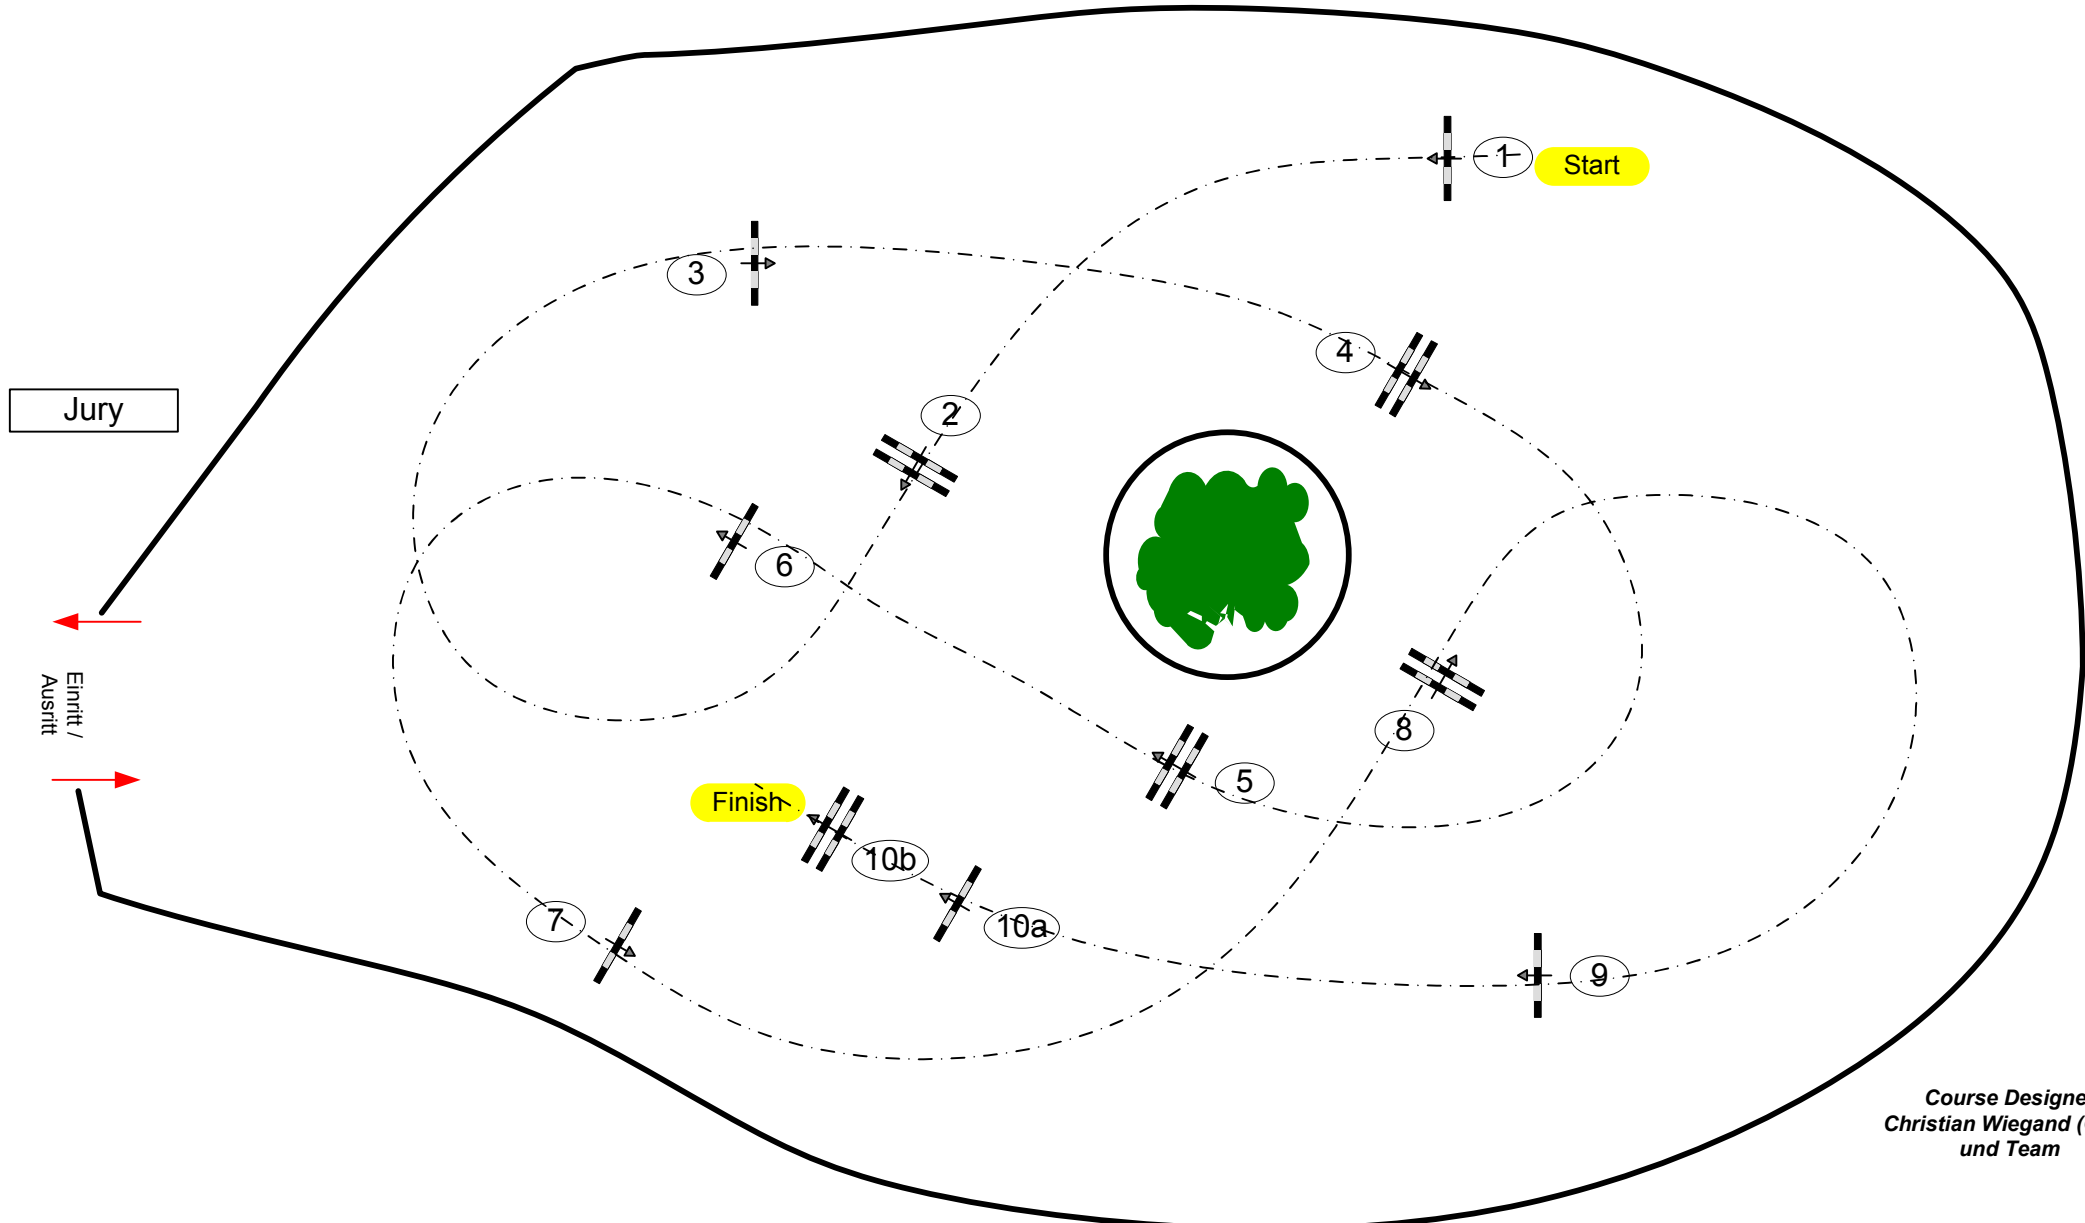 1
Start
3
4
Jury
2
6
Einritt /
Ausritt
8
5
Finish
10b
7
10a
9
Course Designe
Christian Wiegand (
und Team